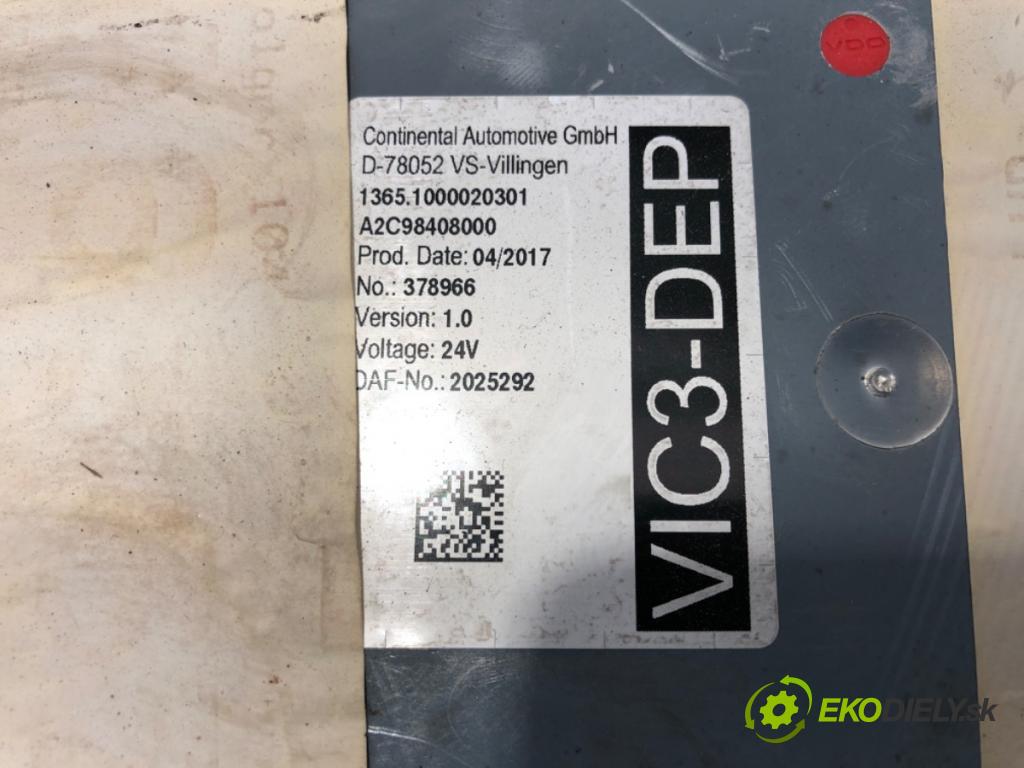 VDO
Continental Automotive GmbH
D-78052 VS-Villingen
1365.1000020301
A2C98408000
Prod. Date: 04/2017
No.: 378966
Version: 1.0
Voltage: 24V
DAF-No.: 2025292
VIC3-DEP
EKODIELY.sk